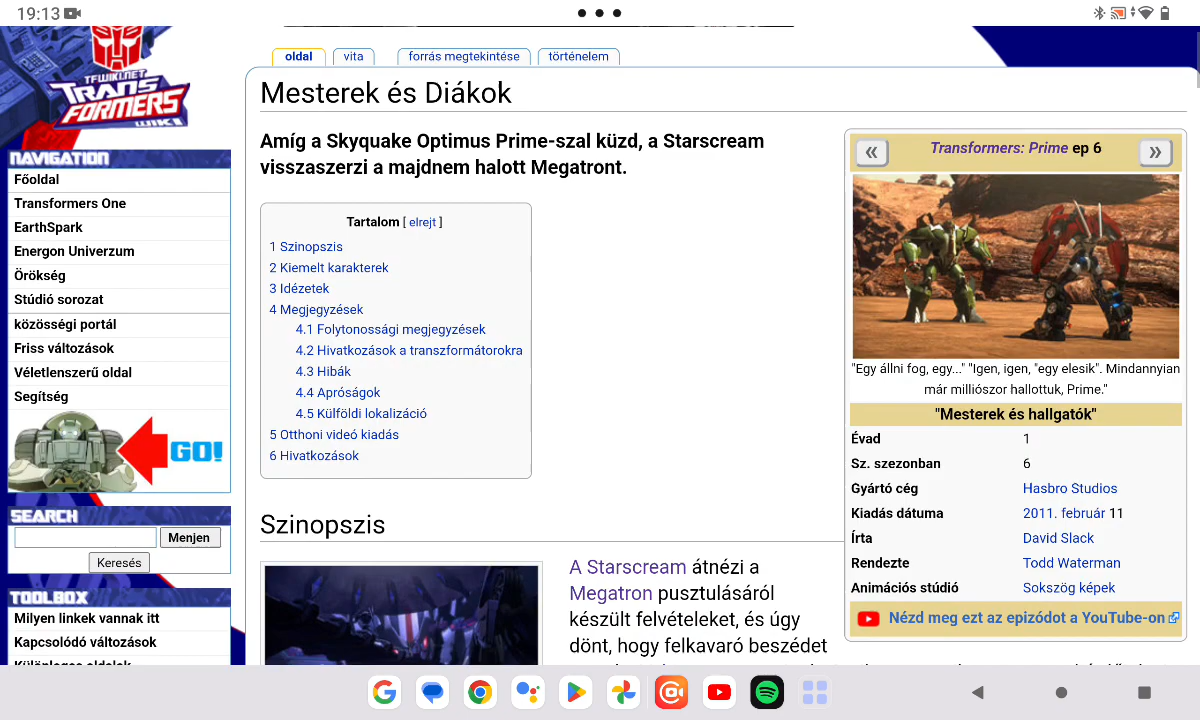 19:13
oldal vita forrás megtekintése történelem
TFWIKI.NET
TRANSFORMERS
WIKI
Mesterek és Diákok
Amíg a Skyquake Optimus Prime-szal küzd, a Starscream
visszaszerzi a majdnem halott Megatront.
NAVIGATION
Főoldal
Transformers One
EarthSpark
Energon Univerzum
Örökség
Stúdió sorozat
közösségi portál
Friss változások
Véletlenszerű oldal
Segítség
GO!
SEARCH
Menjen
Keresés
TOOLBOX
Milyen linkek vannak itt
Kapcsolódó változások
Különleges oldalak
Tartalom [ elrejt ]
1 Szinopszis
2 Kiemelt karakterek
3 Idézetek
4 Megjegyzések
4.1 Folytonossági megjegyzések
4.2 Hivatkozások a transzformátorokra
4.3 Hibák
4.4 Apróságok
4.5 Külföldi lokalizáció
5 Otthoni videó kiadás
6 Hivatkozások
« Transformers: Prime ep 6 »
"Egy állni fog, egy..." "Igen, igen, "egy elesik". Mindannyian
már milliószor hallottuk, Prime."
"Mesterek és hallgatók"
Évad 1
Sz. szezonban 6
Gyártó cég Hasbro Studios
Kiadás dátuma 2011. február 11
Írta David Slack
Rendezte Todd Waterman
Animációs stúdió Sokszög képek
Nézd meg ezt az epizódot a YouTube-on
Szinopszis
A Starscream átnézi a
Megatron pusztulásáról
készült felvételeket, és úgy
dönt, hogy felkavaró beszédet